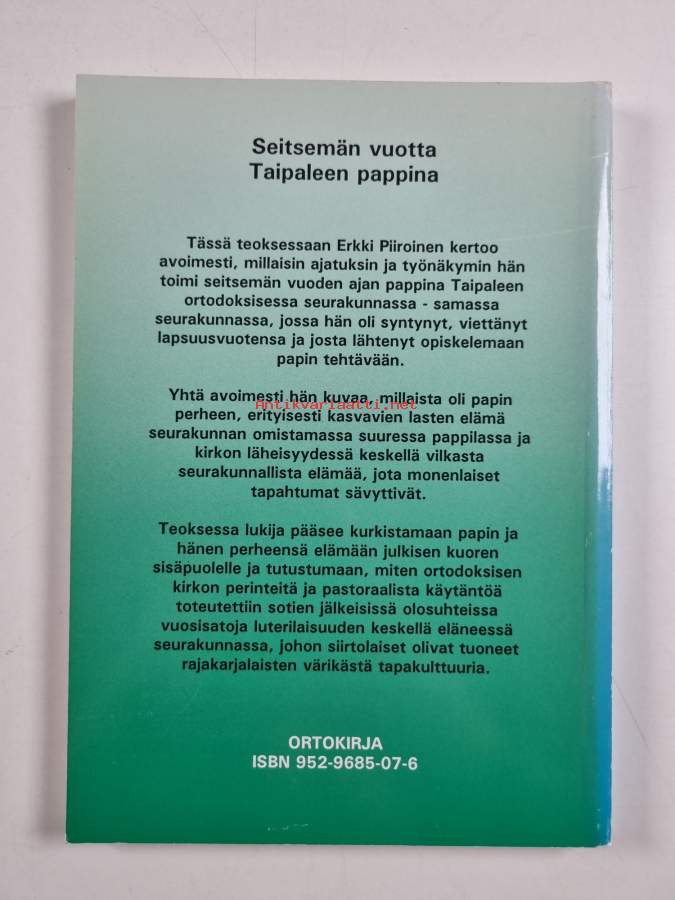 Seitsemän vuotta
Taipaleen pappina
Tässä teoksessaan Erkki Piiroinen kertoo
avoimesti, millaisin ajatuksin ja työnäkymin hän
toimi seitsemän vuoden ajan pappina Taipaleen
ortodoksisessa seurakunnassa - samassa
seurakunnassa, jossa hän oli syntynyt, viettänyt
lapsuusvuotensa ja josta lähtenyt opiskelemaan
papin tehtävään.
Yhtä avoimesti hän kuvaa, millaista oli papin
Antikvariaatti.net
perheen, erityisesti kasvavien lasten elämä
seurakunnan omistamassa suuressa pappilassa ja
kirkon läheisyydessä keskellä vilkasta
seurakunnallista elämää, jota monenlaiset
tapahtumat sävyttivät.
Teoksessa lukija pääsee kurkistamaan papin ja
hänen perheensä elämään julkisen kuoren
sisäpuolelle ja tutustumaan, miten ortodoksisen
kirkon perinteitä ja pastoraalista käytäntöä
toteutettiin sotien jälkeisissä olosuhteissa
vuosisatoja luterilaisuuden keskellä eläneessä
seurakunnassa, johon siirtolaiset olivat tuoneet
rajakarjalaisten värikästä tapakulttuuria.
ORTOKIRJA
ISBN 952-9685-07-6